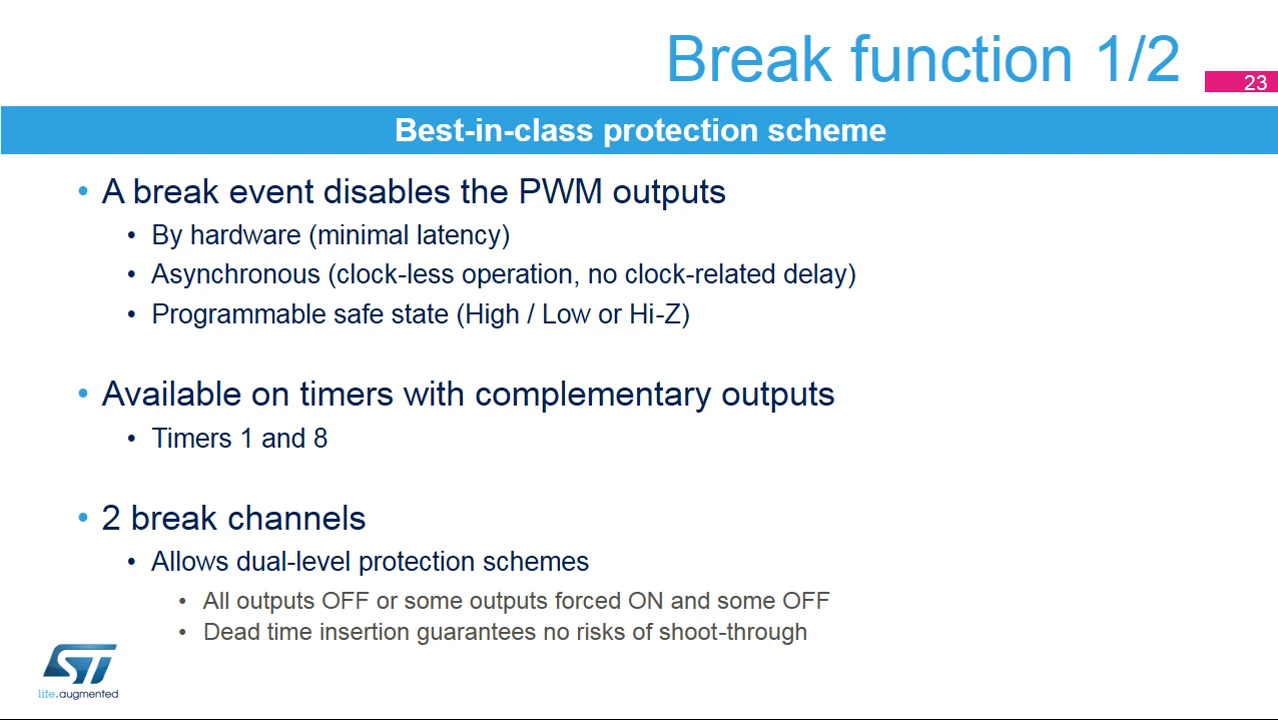 Break function 1/2
23
Best-in-class protection scheme
• A break event disables the PWM outputs
• By hardware (minimal latency)
• Asynchronous (clock-less operation, no clock-related delay)
• Programmable safe state (High / Low or Hi-Z)
• Available on timers with complementary outputs
• Timers 1 and 8
• 2 break channels
• Allows dual-level protection schemes
• All outputs OFF or some outputs forced ON and some OFF
• Dead time insertion guarantees no risks of shoot-through
ST
life.augmented